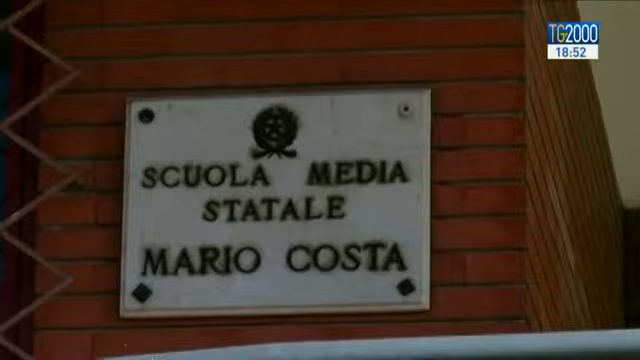 TG2000
18:52
SCUOLA MEDIA
STATALE
MARIO COSTA